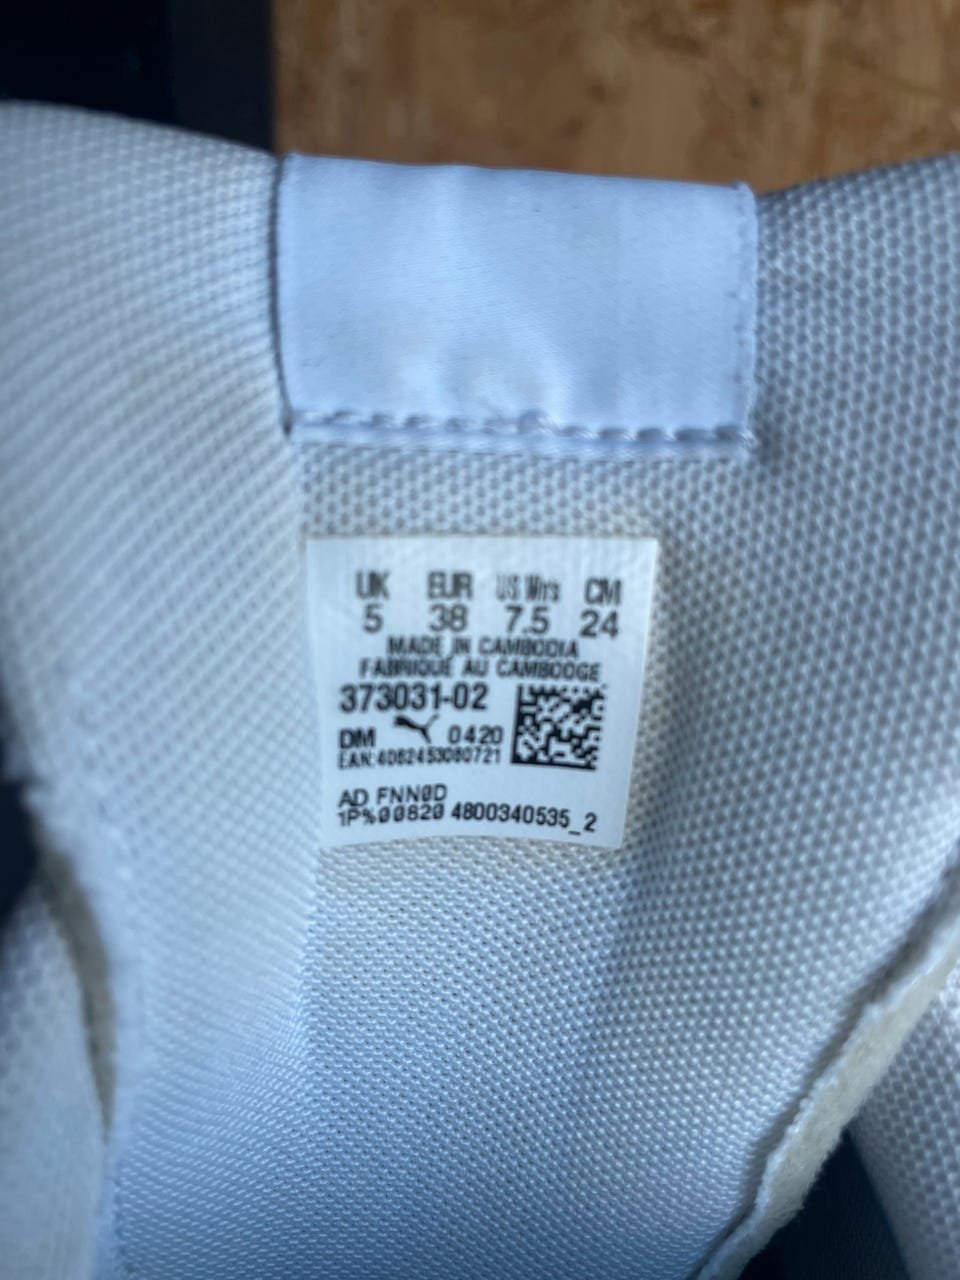 UK EUR US Wn's CM
5 38 7.5 24
MADE IN CAMBODIA
FABRIQUE AU CAMBODGE
373031-02
DM 0420
EAN:4062453080721
AD FNN0D
1P%00820 4800340535_2